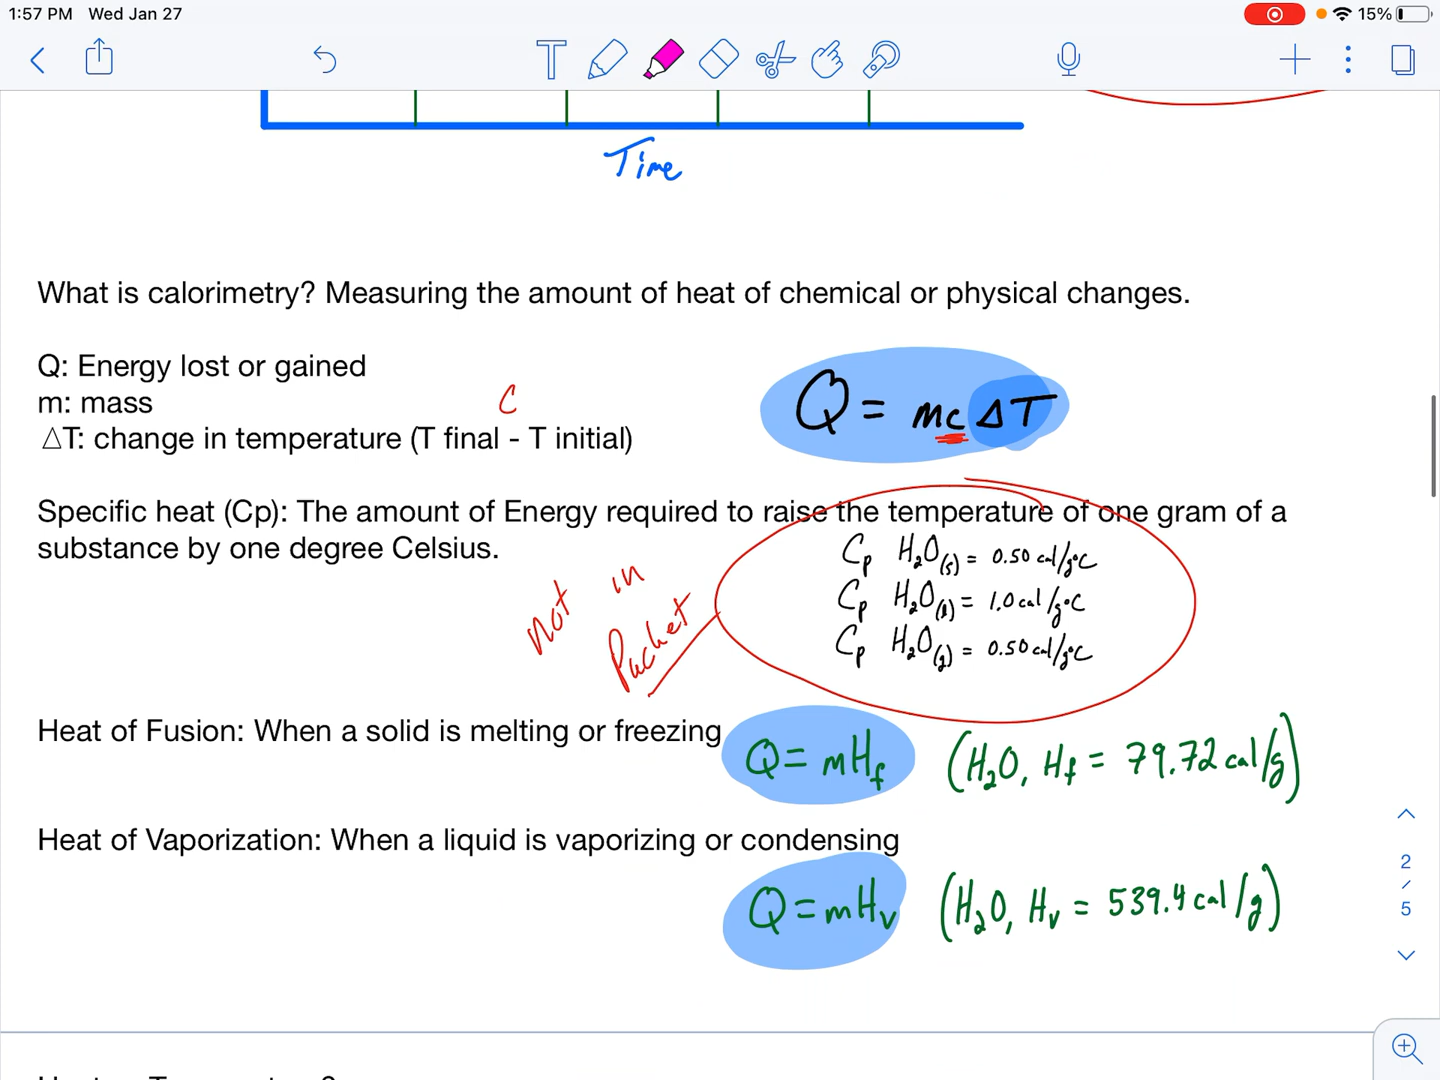 1:57 PM Wed Jan 27
15%
T
Time
What is calorimetry? Measuring the amount of heat of chemical or physical changes.
Q: Energy lost or gained
m: mass
C
ΔT: change in temperature (T final - T initial)
Q = mcΔT
Specific heat (Cp): The amount of Energy required to raise the temperature of one gram of a
substance by one degree Celsius.
Cp H₂O(s) = 0.50 cal/g°C
Cp H₂O(l) = 1.0 cal/g°C
Cp H₂O(g) = 0.50 cal/g°C
not in
Packet
Heat of Fusion: When a solid is melting or freezing
Q = mHf (H₂O, Hf = 79.72 cal/g)
Heat of Vaporization: When a liquid is vaporizing or condensing
Q = mHv (H₂O, Hv = 539.4 cal/g)
2
/
5